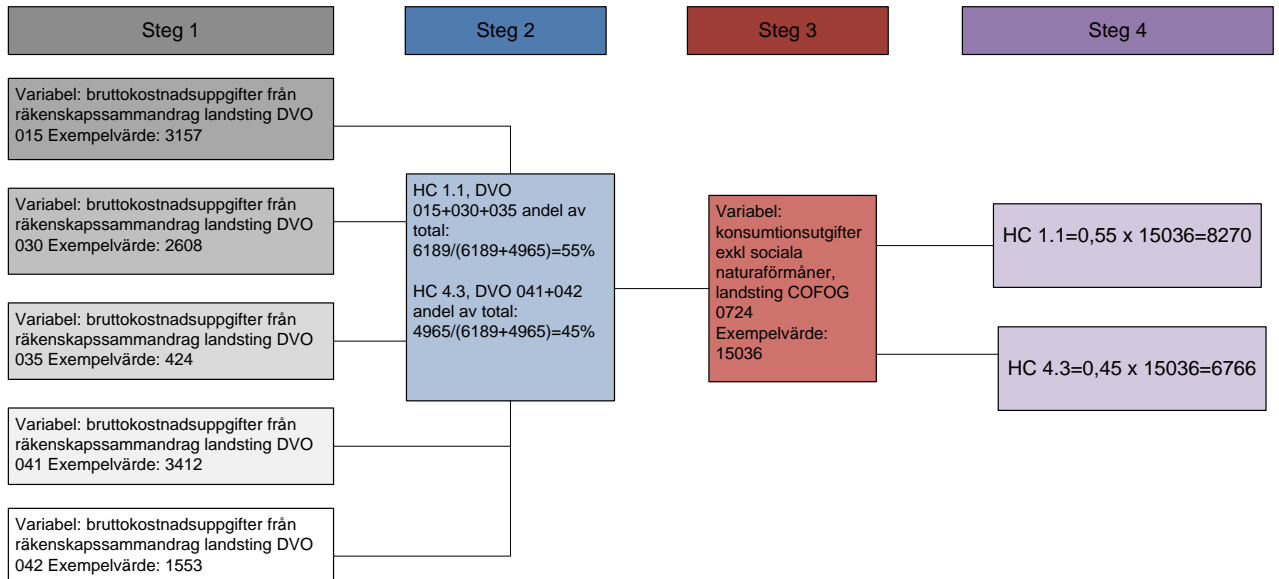 Steg 1
Steg 2
Steg 3
Steg 4
Variabel: bruttokostnadsuppgifter från
räkenskapssammandrag landsting DVO
015 Exempelvärde: 3157
Variabel: bruttokostnadsuppgifter från
räkenskapssammandrag landsting DVO
030 Exempelvärde: 2608
Variabel: bruttokostnadsuppgifter från
räkenskapssammandrag landsting DVO
035 Exempelvärde: 424
Variabel: bruttokostnadsuppgifter från
räkenskapssammandrag landsting DVO
041 Exempelvärde: 3412
Variabel: bruttokostnadsuppgifter från
räkenskapssammandrag landsting DVO
042 Exempelvärde: 1553
HC 1.1, DVO
015+030+035 andel av
total:
6189/(6189+4965)=55%
HC 4.3, DVO 041+042
andel av total:
4965/(6189+4965)=45%
Variabel:
konsumtionsutgifter
exkl sociala
naturaförmåner,
landsting COFOG
0724
Exempelvärde:
15036
HC 1.1=0,55 x 15036=8270
HC 4.3=0,45 x 15036=6766